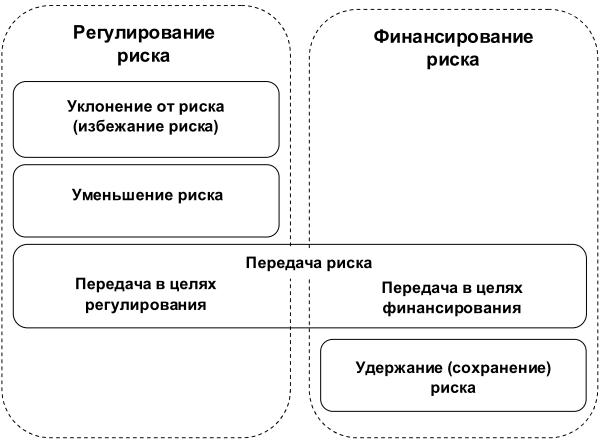 Регулирование
риска
Финансирование
риска
Уклонение от риска
(избежание риска)
Уменьшение риска
Передача риска
Передача в целях
регулирования
Передача в целях
финансирования
Удержание (сохранение)
риска